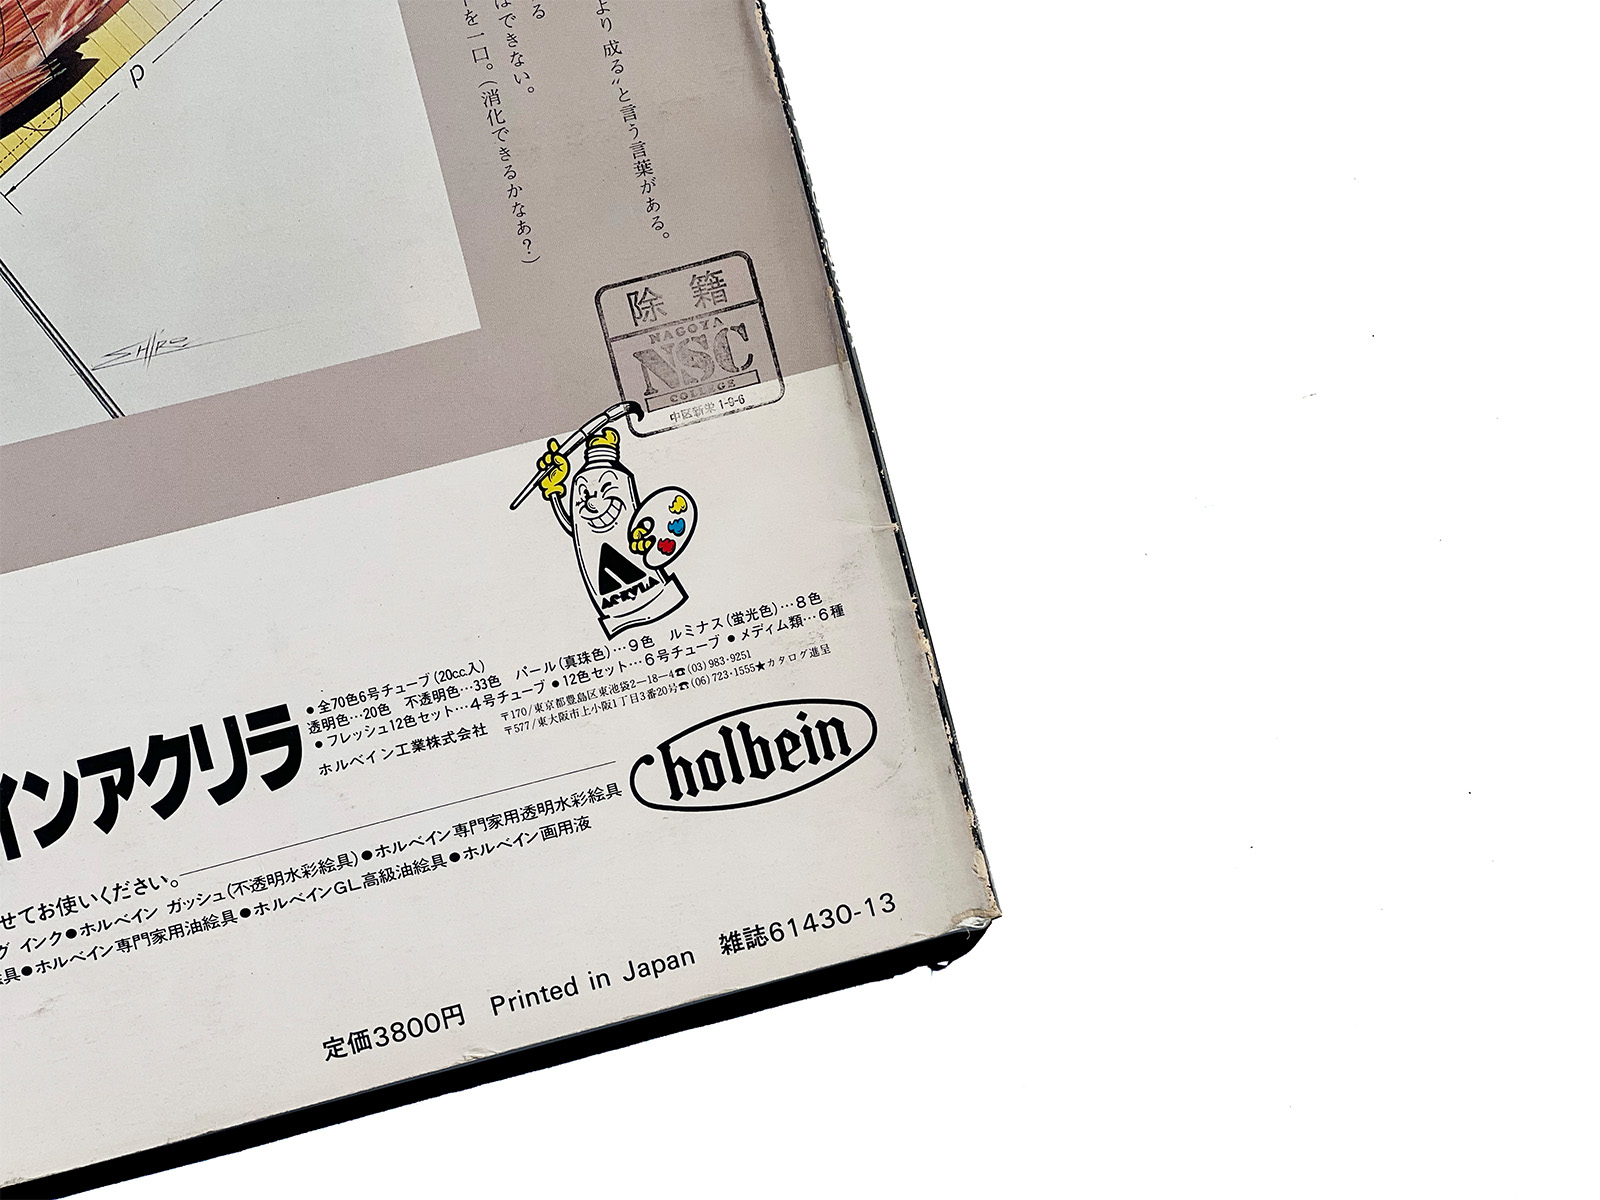 より 成る〟と言う言葉がある。
る
はできない。
を一口。(消化できるかなあ?)
p
SHIRO
除 籍
NAGOYA
NSC
COLLEGE
中区新栄 1-9-6
ACRYLA
インアクリラ
●全70色6号チューブ(20cc.入)
透明色…20色 不透明色…33色 パール(真珠色)…9色 ルミナス(蛍光色)…8色
●フレッシュ12色セット…4号チューブ ●12色セット…6号チューブ ●メディム類…6種
ホルベイン工業株式会社
〒170/東京都豊島区東池袋2—18—4☎(03)983・9251
〒577/東大阪市上小阪1丁目3番20号☎(06)723・1555★カタログ進呈
holbein
せてお使いください。
グ インク●ホルベイン ガッシュ(不透明水彩絵具)●ホルベイン専門家用透明水彩絵具
絵具●ホルベイン専門家用油絵具●ホルベインGL高級油絵具●ホルベイン画用液
定価3800円 Printed in Japan 雑誌61430-13